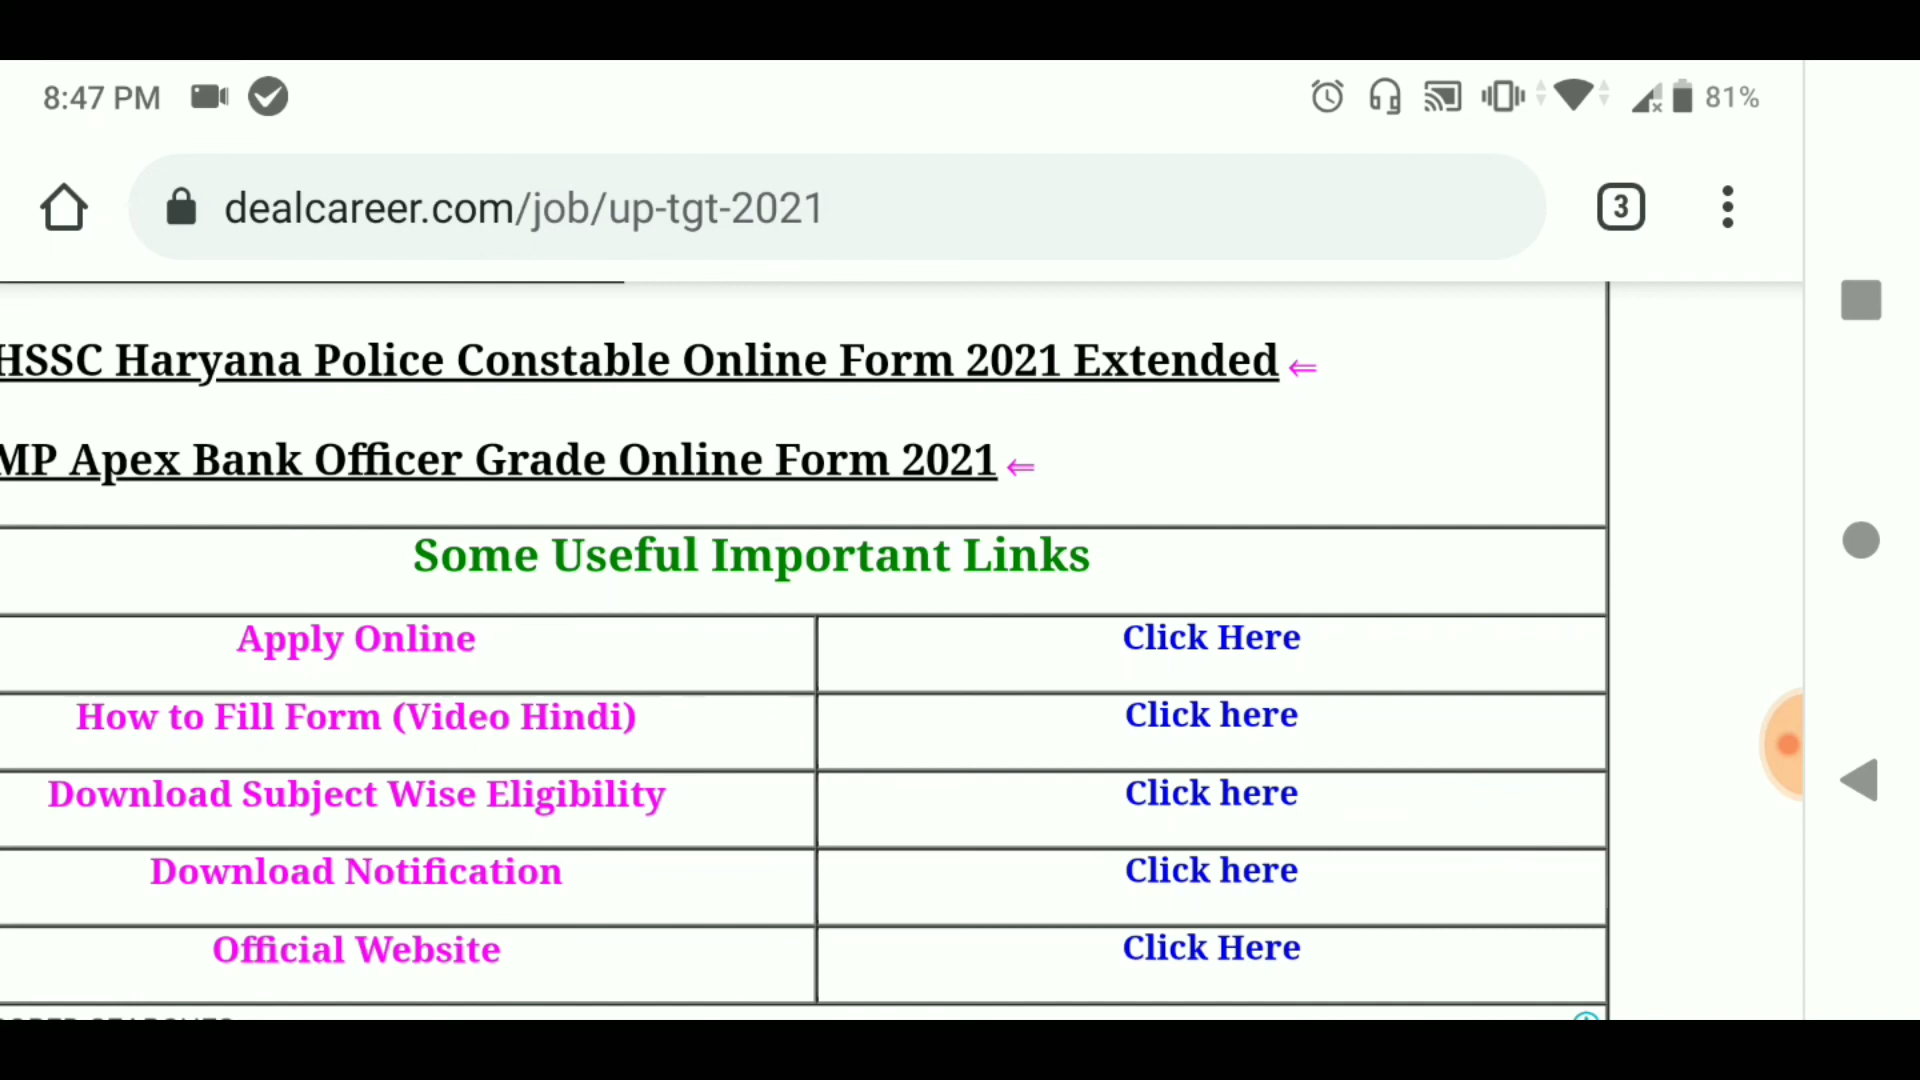 8:47 PM 81%
dealcareer.com/job/up-tgt-2021 3
HSSC Haryana Police Constable Online Form 2021 Extended ⇐
MP Apex Bank Officer Grade Online Form 2021 ⇐
Some Useful Important Links
Apply Online Click Here
How to Fill Form (Video Hindi) Click here
Download Subject Wise Eligibility Click here
Download Notification Click here
Official Website Click Here